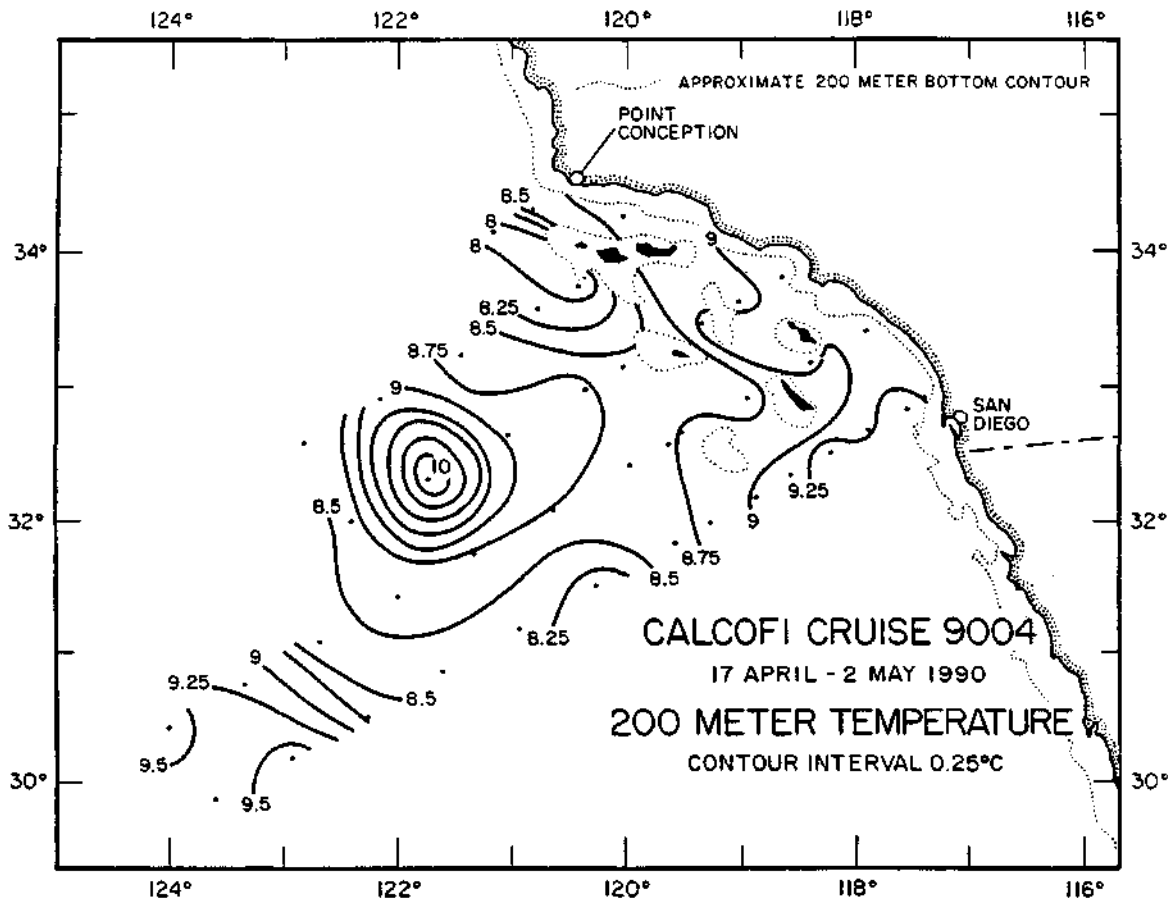 124° 122° 120° 118° 116°
APPROXIMATE 200 METER BOTTOM CONTOUR
POINT
CONCEPTION
8.5
8
34° 9 34°
8
8.25
8.5
8.75
9
SAN
DIEGO
10
9.25
32° 8.5 9 32°
8.75
8.5
8.25
CALCOFI CRUISE 9004
9
17 APRIL - 2 MAY 1990
9.25
8.5
200 METER TEMPERATURE
9.5
CONTOUR INTERVAL 0.25°C
30° 30°
9.5
124° 122° 120° 118° 116°